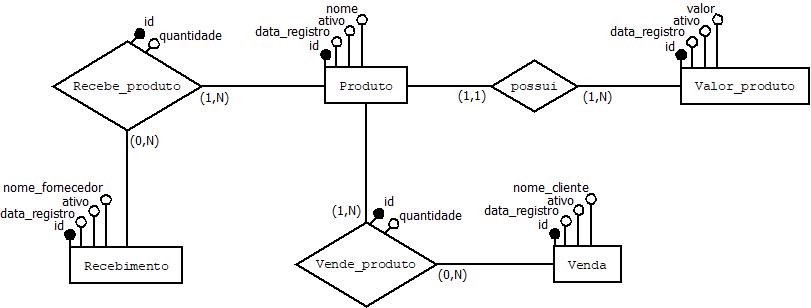 id
quantidade
Recebe_produto
(1,N)
(0,N)
nome
ativo
data_registro
id
Produto
(1,1)
possui
(1,N)
valor
ativo
data_registro
id
Valor_produto
nome_fornecedor
ativo
data_registro
id
Recebimento
(1,N)
id
quantidade
Vende_produto
(0,N)
nome_cliente
ativo
data_registro
id
Venda